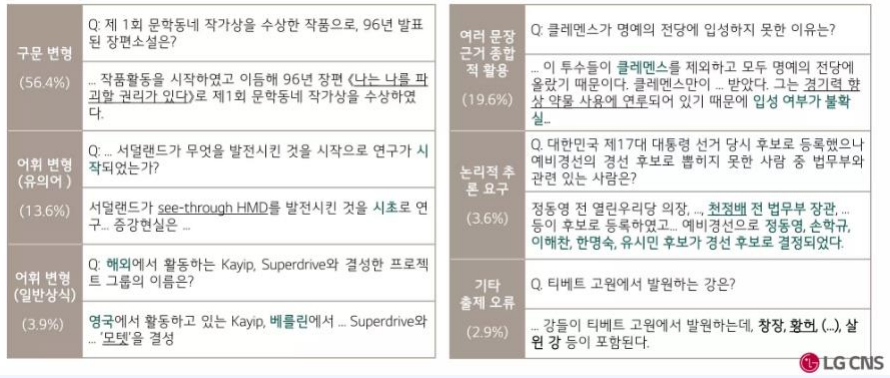 구문 변형
(56.4%)
Q: 제 1회 문학동네 작가상을 수상한 작품으로, 96년 발표
된 장편소설은?
... 작품활동을 시작하였고 이듬해 96년 장편 《나는 나를 파
괴할 권리가 있다》로 제1회 문학동네 작가상을 수상하였
다.
어휘 변형
(유의어 )
(13.6%)
Q: ... 서덜랜드가 무엇을 발전시킨 것을 시작으로 연구가 시
작되었는가?
서덜랜드가 see-through HMD를 발전시킨 것을 시초로 연
구... 증강현실은 ...
어휘 변형
(일반상식)
(3.9%)
Q: 해외에서 활동하는 Kayip, Superdrive와 결성한 프로젝
트 그룹의 이름은?
영국에서 활동하고 있는 Kayip, 베를린에서 ... Superdrive와
... '모텟'을 결성
여러 문장
근거 종합
적 활용
(19.6%)
Q: 클레멘스가 명예의 전당에 입성하지 못한 이유는?
... 이 투수들이 클레멘스를 제외하고 모두 명예의 전당에
올랐기 때문이다. 클레멘스만이 ... 받았다. 그는 경기력 향
상 약물 사용에 연루되어 있기 때문에 입성 여부가 불확
실...
논리적 추
론 요구
(3.6%)
Q. 대한민국 제17대 대통령 선거 당시 후보로 등록했으나
예비경선의 경선 후보로 뽑히지 못한 사람 중 법무부와
관련 있는 사람은?
정동영 전 열린우리당 의장, ..., 천정배 전 법무부 장관, ...
등이 후보로 등록하였고... 예비경선으로 정동영, 손학규,
이해찬, 한명숙, 유시민 후보가 경선 후보로 결정되었다.
기타
출제 오류
(2.9%)
Q. 티베트 고원에서 발원하는 강은?
... 강들이 티베트 고원에서 발원하는데, 창장, 황허, (...), 살
윈 강 등이 포함된다.
LG CNS